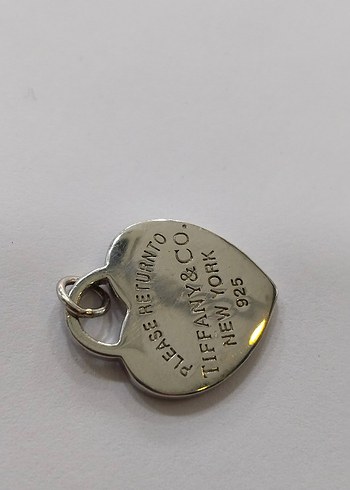 PLEASE RETURN TO
TIFFANY & CO.
NEW YORK
925